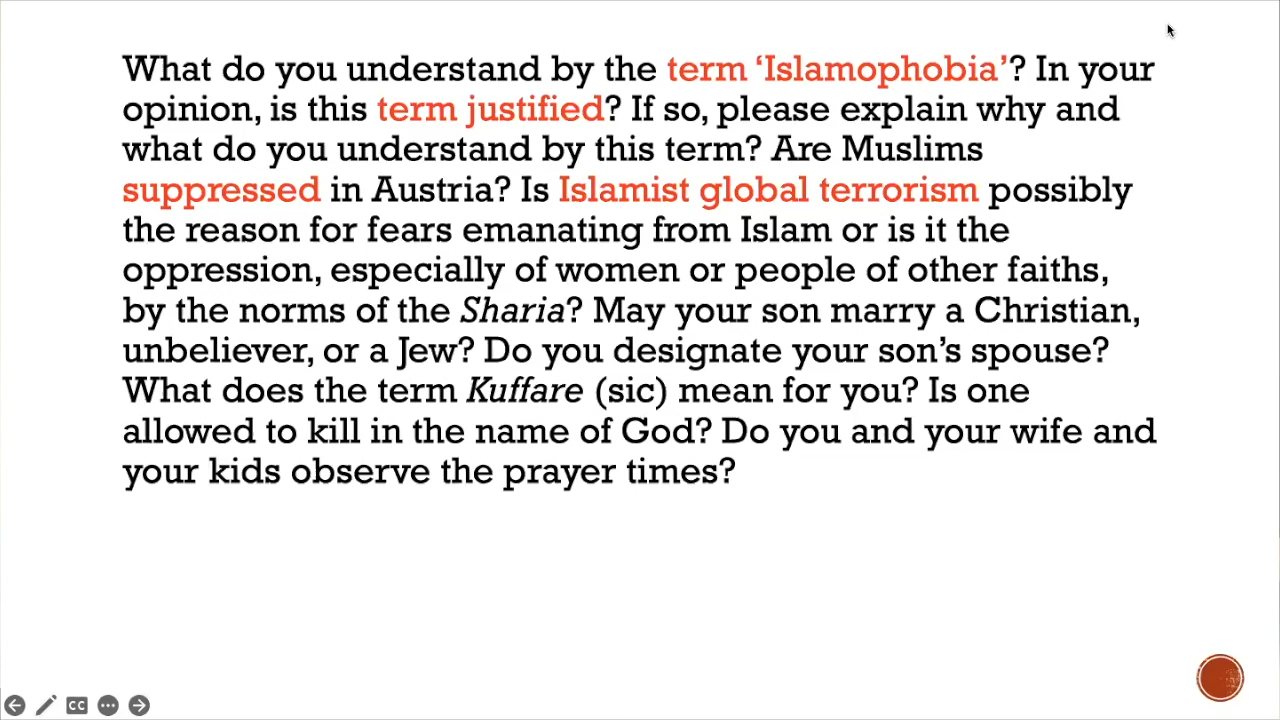 What do you understand by the term ‘Islamophobia’? In your
opinion, is this term justified? If so, please explain why and
what do you understand by this term? Are Muslims
suppressed in Austria? Is Islamist global terrorism possibly
the reason for fears emanating from Islam or is it the
oppression, especially of women or people of other faiths,
by the norms of the Sharia? May your son marry a Christian,
unbeliever, or a Jew? Do you designate your son’s spouse?
What does the term Kuffare (sic) mean for you? Is one
allowed to kill in the name of God? Do you and your wife and
your kids observe the prayer times?
CC